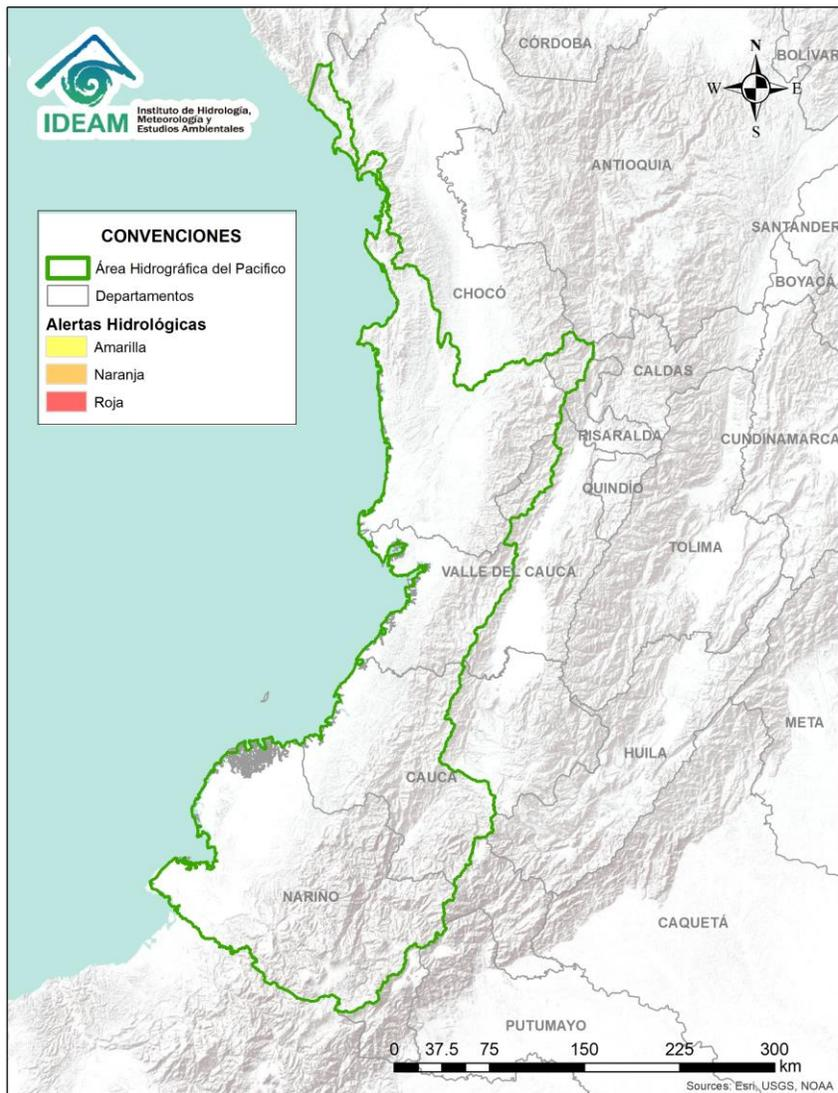 IDEAM
Instituto de Hidrología,
Meteorología y
Estudios Ambientales
CÓRDOBA
BOLÍVAR
N
W
E
S
ANTIOQUIA
SANTANDER
BOYACÁ
CONVENCIONES
Área Hidrográfica del Pacifico
Departamentos
Alertas Hidrológicas
Amarilla
Naranja
Roja
CHOCÓ
CALDAS
RISARALDA
CUNDINAMARCA
QUINDÍO
TOLIMA
VALLE DEL CAUCA
META
HUILA
CAUCA
NARIÑO
CAQUETÁ
PUTUMAYO
0 37.5 75 150 225 300
km
Sources: Esri, USGS, NOAA